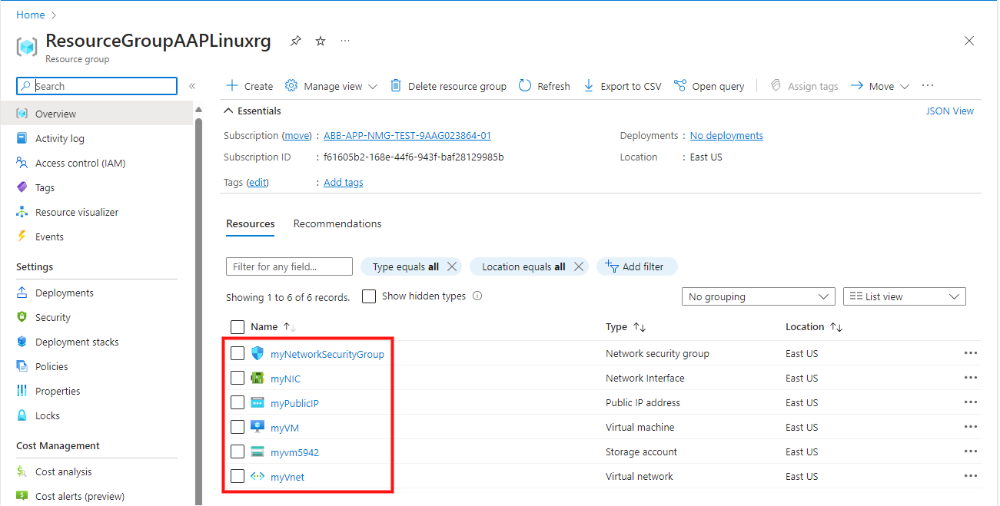 Home
ResourceGroupAAPLinuxrg
Resource group
Search
Create Manage view Delete resource group Refresh Export to CSV Open query Assign tags Move
Overview
Activity log
Access control (IAM)
Tags
Resource visualizer
Events
Settings
Deployments
Security
Deployment stacks
Policies
Properties
Locks
Cost Management
Cost analysis
Cost alerts (preview)
Essentials JSON View
Subscription (move) : ABB-APP-NMG-TEST-9AAG023864-01 Deployments : No deployments
Subscription ID : f61605b2-168e-44f6-943f-baf28129985b Location : East US
Tags (edit) : Add tags
Resources Recommendations
Filter for any field... Type equals all Location equals all Add filter
Showing 1 to 6 of 6 records. Show hidden types No grouping List view
Name Type Location
myNetworkSecurityGroup Network security group East US
myNIC Network Interface East US
myPublicIP Public IP address East US
myVM Virtual machine East US
myvm5942 Storage account East US
myVnet Virtual network East US